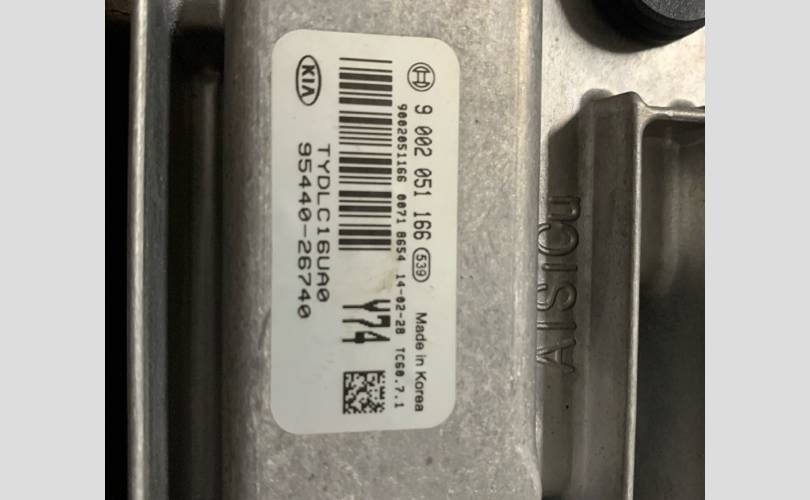 9 002 051 166 539 Made in Korea
9002051166 0071 8654 14-02-28 TC60.7.1
Y74
KIA
TYDLC16UA0
95440-26740
AlSiCu